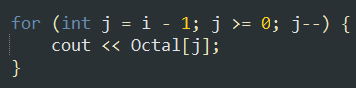 for (int j = i - 1; j >= 0; j--) {
    cout << Octal[j];
}